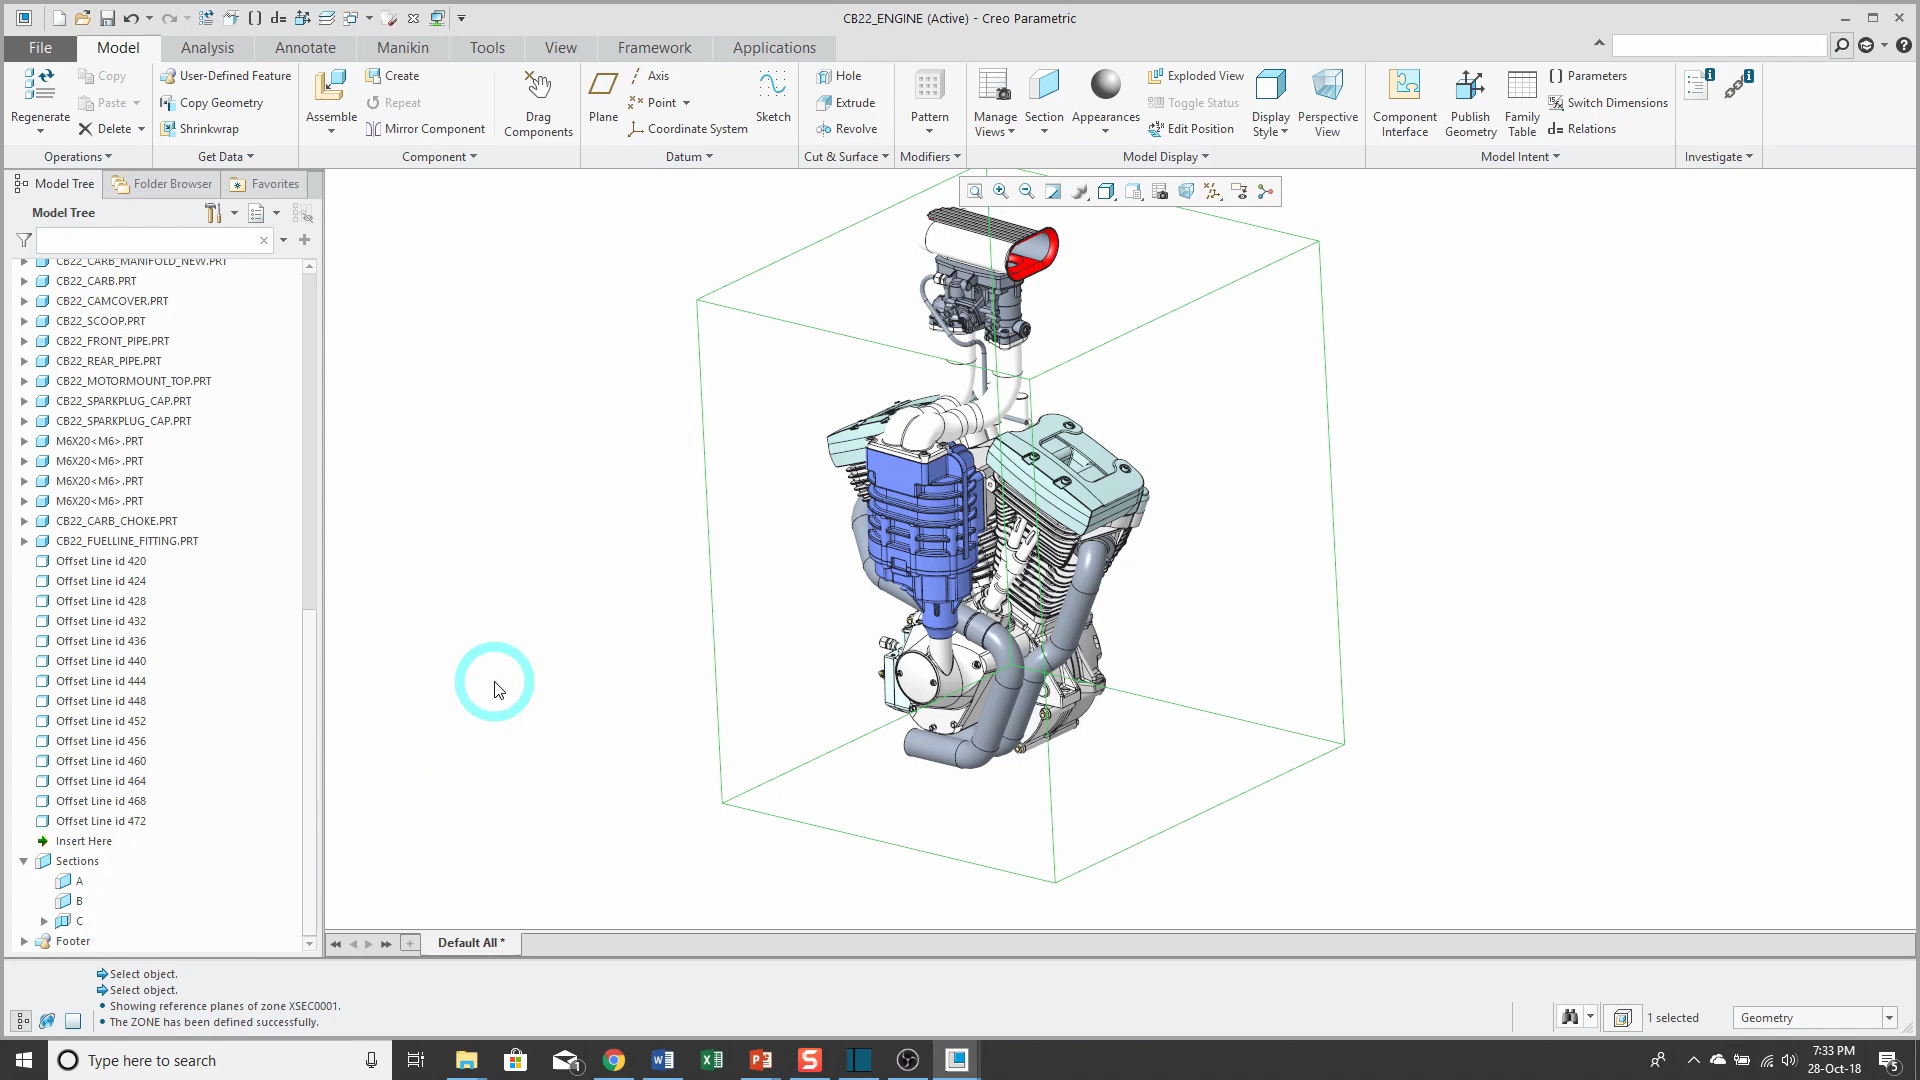 CB22_ENGINE (Active) - Creo Parametric
File Model Analysis Annotate Manikin Tools View Framework Applications
Regenerate
Copy
Paste
Delete
Operations
User-Defined Feature
Copy Geometry
Shrinkwrap
Get Data
Assemble
Create
Repeat
Mirror Component
Drag Components
Component
Plane
Axis
Point
Coordinate System
Sketch
Datum
Hole
Extrude
Revolve
Cut & Surface
Pattern
Modifiers
Manage Views
Section
Appearances
Exploded View
Toggle Status
Edit Position
Display Style
Perspective View
Model Display
Component Interface
Publish Geometry
Family Table
Parameters
Switch Dimensions
Relations
Model Intent
Investigate
Model Tree Folder Browser Favorites
Model Tree
CB22_CARB_MANIFOLD_NEW.PRT
CB22_CARB.PRT
CB22_CAMCOVER.PRT
CB22_SCOOP.PRT
CB22_FRONT_PIPE.PRT
CB22_REAR_PIPE.PRT
CB22_MOTORMOUNT_TOP.PRT
CB22_SPARKPLUG_CAP.PRT
CB22_SPARKPLUG_CAP.PRT
M6X20<M6>.PRT
M6X20<M6>.PRT
M6X20<M6>.PRT
M6X20<M6>.PRT
CB22_CARB_CHOKE.PRT
CB22_FUELLINE_FITTING.PRT
Offset Line id 420
Offset Line id 424
Offset Line id 428
Offset Line id 432
Offset Line id 436
Offset Line id 440
Offset Line id 444
Offset Line id 448
Offset Line id 452
Offset Line id 456
Offset Line id 460
Offset Line id 464
Offset Line id 468
Offset Line id 472
Insert Here
Sections
A
B
C
Footer
Default All *
Select object.
Select object.
• Showing reference planes of zone XSEC0001.
• The ZONE has been defined successfully.
1 selected
Geometry
Type here to search
7:33 PM
28-Oct-18